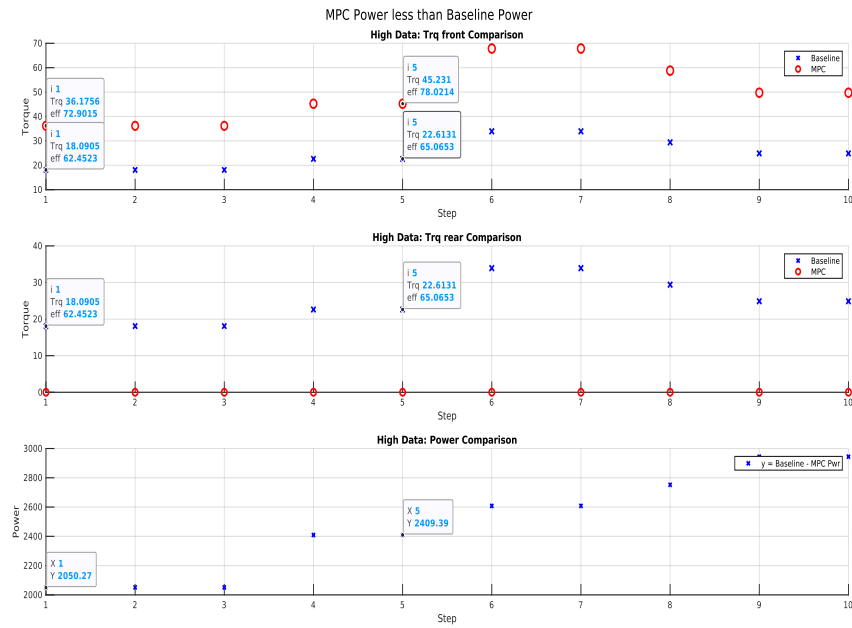 MPC Power less than Baseline Power
High Data: Trq front Comparison
Torque
70
60
50
40
30
20
10
i 1
Trq 36.1756
eff 72.9015
i 1
Trq 18.0905
eff 62.4523
i 5
Trq 45.231
eff 78.0214
i 5
Trq 22.6131
eff 65.0653
Baseline
MPC
1 2 3 4 5 6 7 8 9 10
Step
High Data: Trq rear Comparison
Torque
40
30
20
10
0
i 1
Trq 18.0905
eff 62.4523
i 5
Trq 22.6131
eff 65.0653
Baseline
MPC
1 2 3 4 5 6 7 8 9 10
Step
High Data: Power Comparison
Power
3000
2800
2600
2400
2200
2000
X 1
Y 2050.27
X 5
Y 2409.39
y = Baseline - MPC Pwr
1 2 3 4 5 6 7 8 9 10
Step